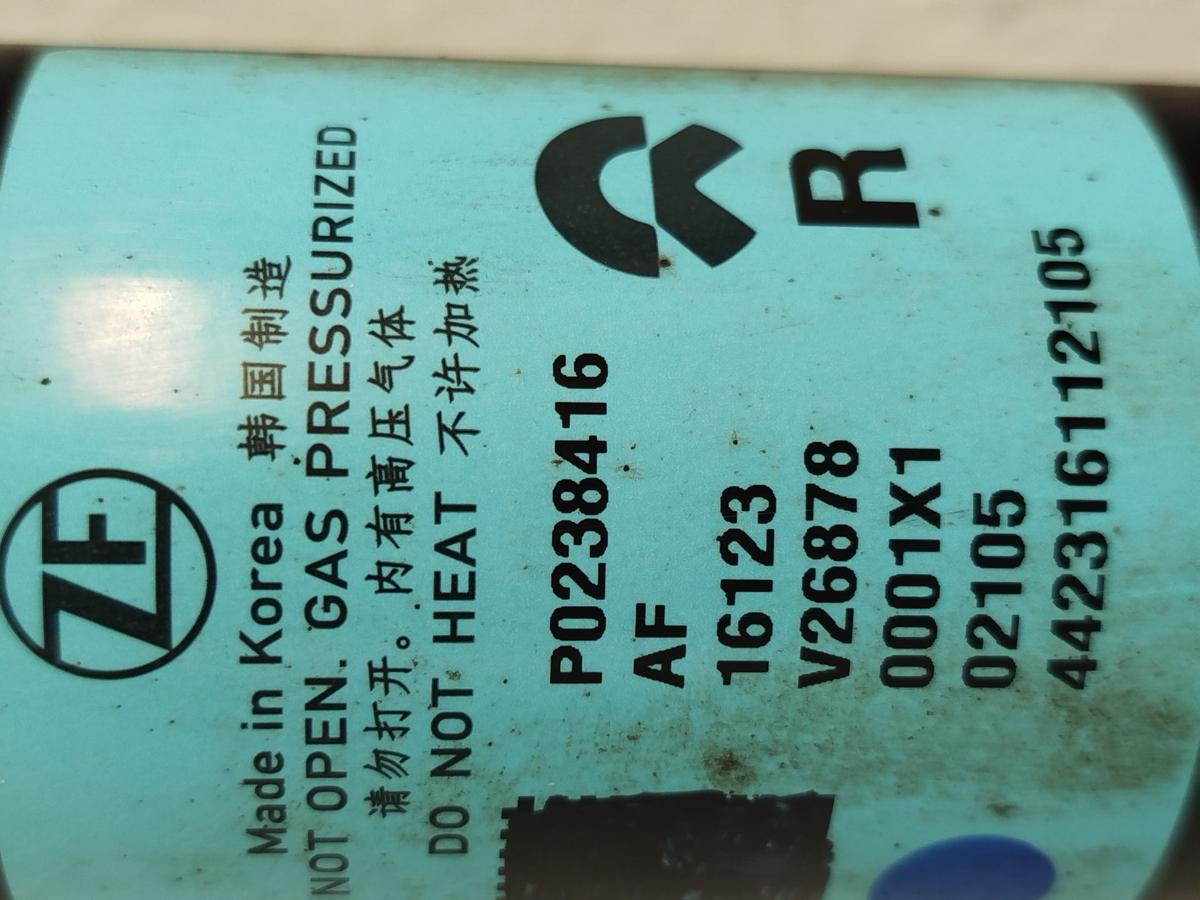 ZF
Made in Korea 韩国制造
NOT OPEN. GAS PRESSURIZED
请勿打开。内有高压气体
DO NOT HEAT 不许加热
R
P0238416
AF
16123
V26878
0001X1
02105
442316112105